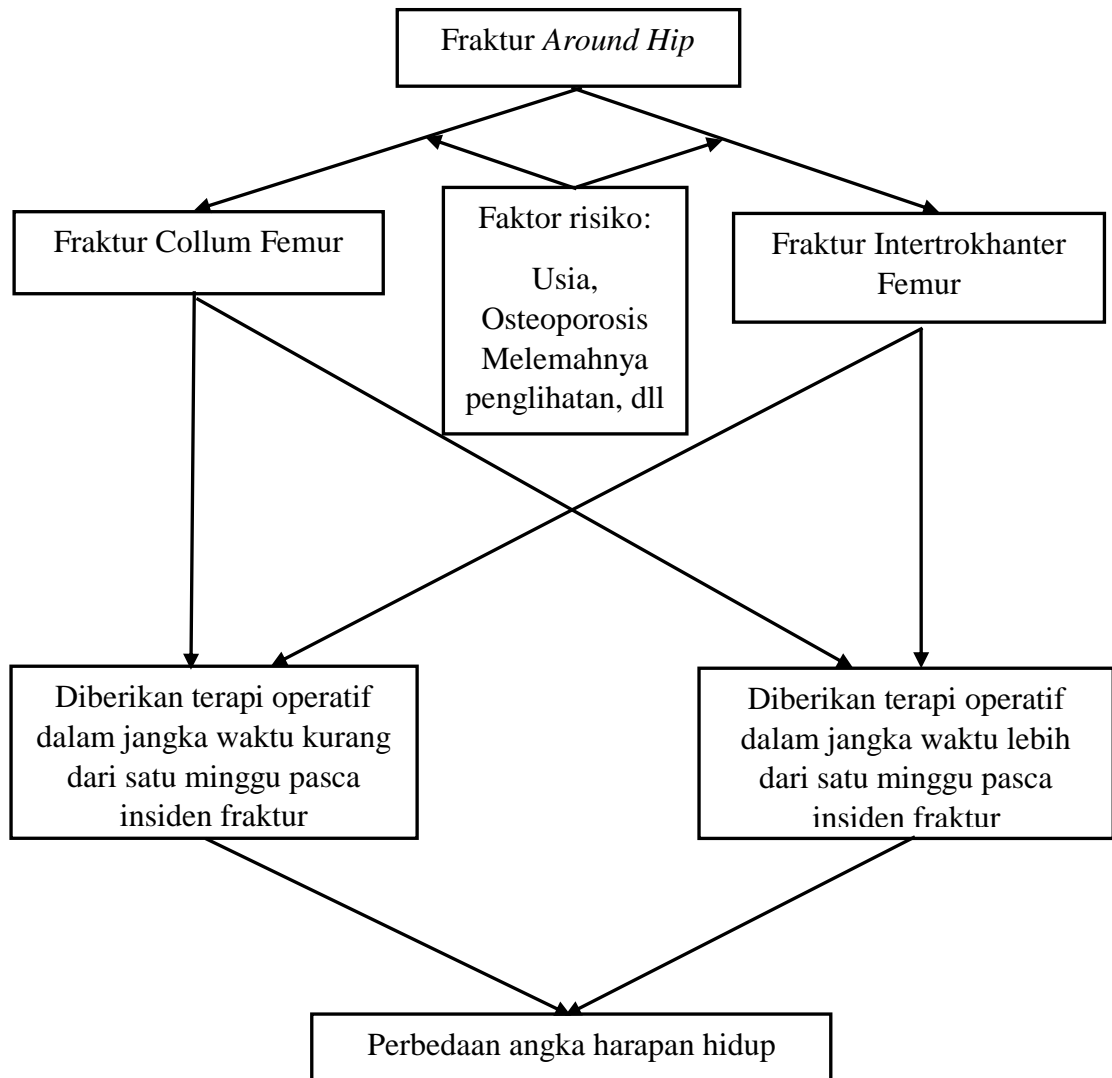 Fraktur Around Hip
Fraktur Collum Femur
Faktor risiko:
Usia,
Osteoporosis
Melemahnya
penglihatan, dll
Fraktur Intertrokhanter
Femur
Diberikan terapi operatif
dalam jangka waktu kurang
dari satu minggu pasca
insiden fraktur
Diberikan terapi operatif
dalam jangka waktu lebih
dari satu minggu pasca
insiden fraktur
Perbedaan angka harapan hidup